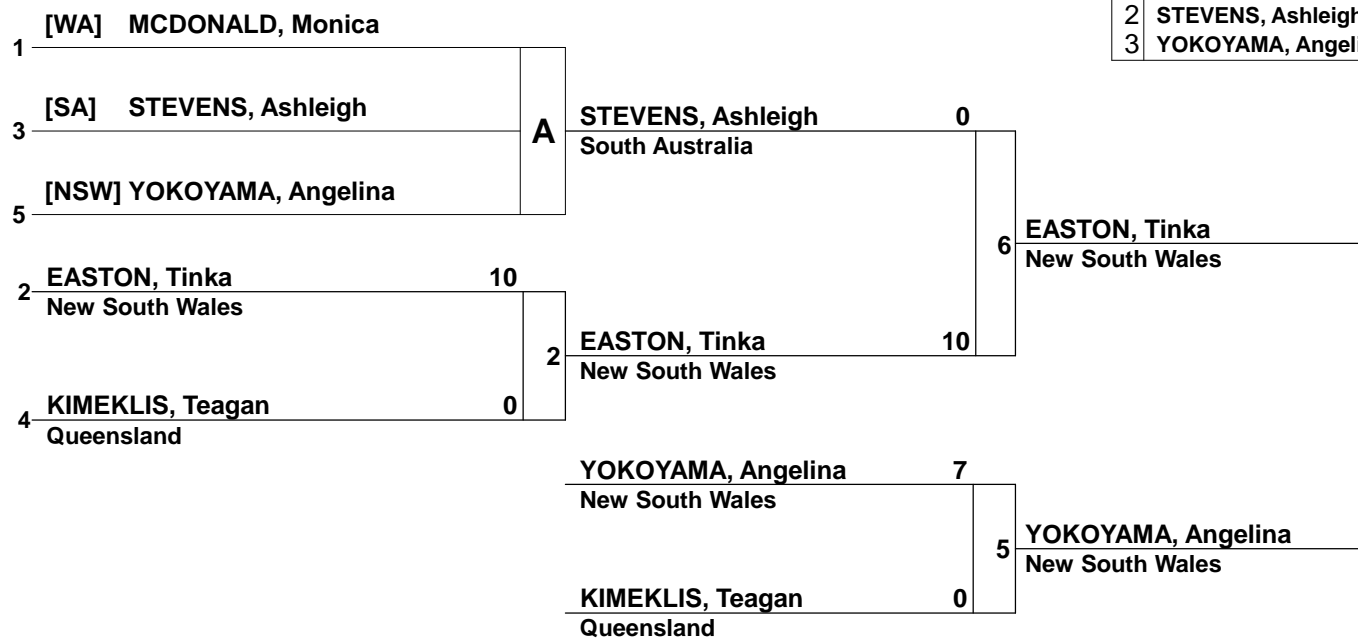 [WA] MCDONALD, Monica
1
[SA] STEVENS, Ashleigh
3
[NSW] YOKOYAMA, Angelina
5
A
2 STEVENS, Ashleigh
3 YOKOYAMA, Angeli
STEVENS, Ashleigh 0
South Australia
EASTON, Tinka 10
2
New South Wales
KIMEKLIS, Teagan 0
4
Queensland
2
EASTON, Tinka 10
New South Wales
6
EASTON, Tinka
New South Wales
YOKOYAMA, Angelina 7
New South Wales
KIMEKLIS, Teagan 0
Queensland
5
YOKOYAMA, Angelina
New South Wales